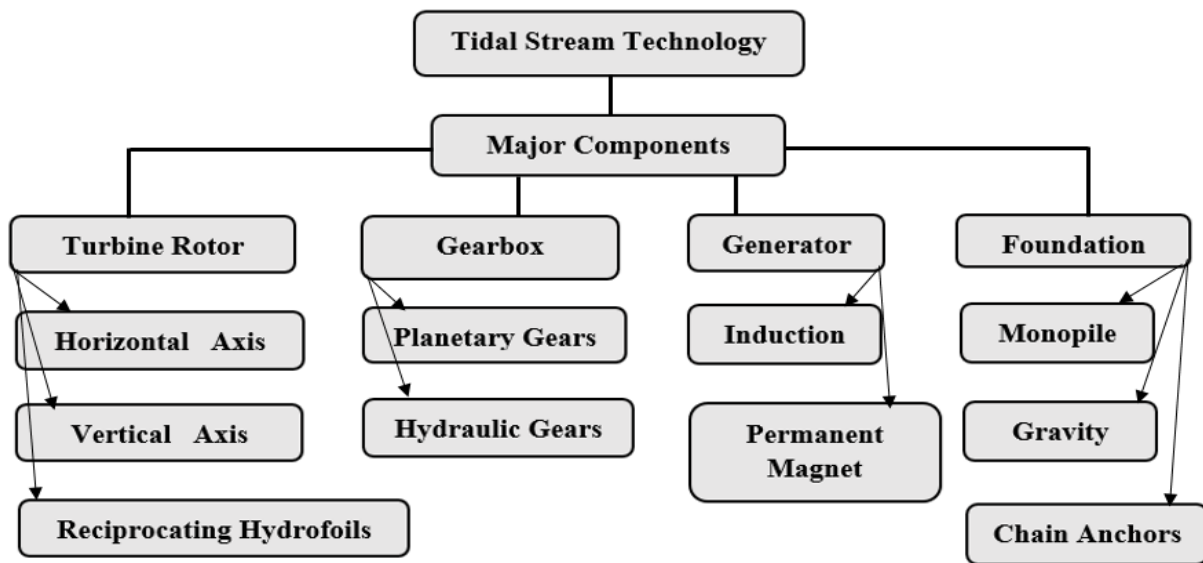 Tidal Stream Technology
Major Components
Turbine Rotor
Gearbox
Generator
Foundation
Horizontal Axis
Planetary Gears
Induction
Monopile
Vertical Axis
Hydraulic Gears
Permanent
Magnet
Gravity
Reciprocating Hydrofoils
Chain Anchors